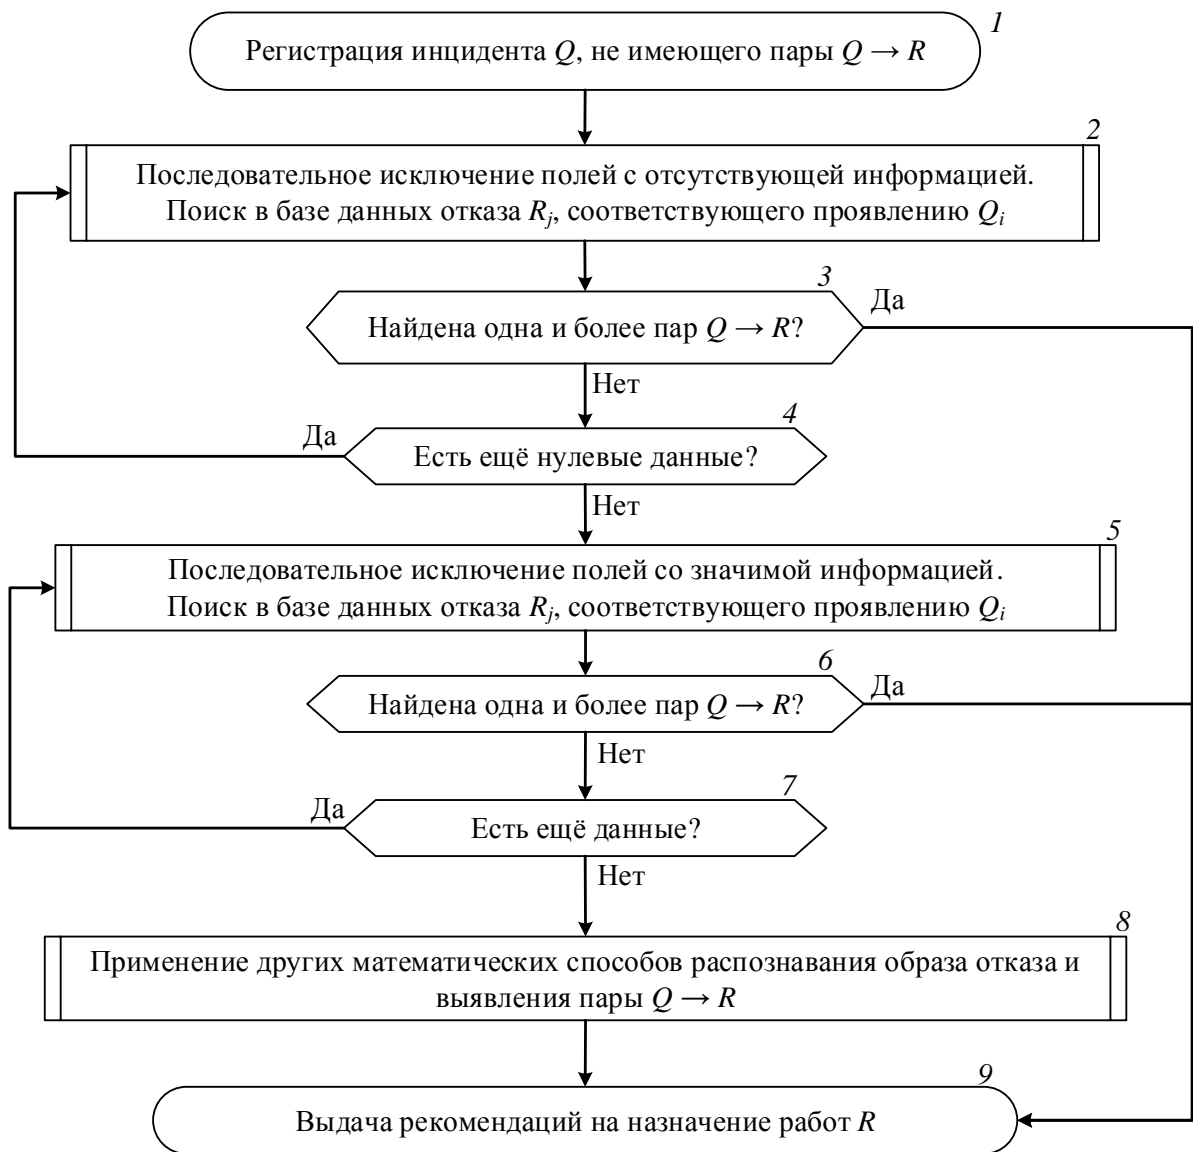 1
Регистрация инцидента Q, не имеющего пары Q → R
2
Последовательное исключение полей с отсутствующей информацией.
Поиск в базе данных отказа Rj, соответствующего проявлению Qi
3
Да
Найдена одна и более пар Q → R?
Нет
4
Да
Есть ещё нулевые данные?
Нет
5
Последовательное исключение полей со значимой информацией.
Поиск в базе данных отказа Rj, соответствующего проявлению Qi
6
Да
Найдена одна и более пар Q → R?
Нет
7
Да
Есть ещё данные?
Нет
8
Применение других математических способов распознавания образа отказа и
выявления пары Q → R
9
Выдача рекомендаций на назначение работ R